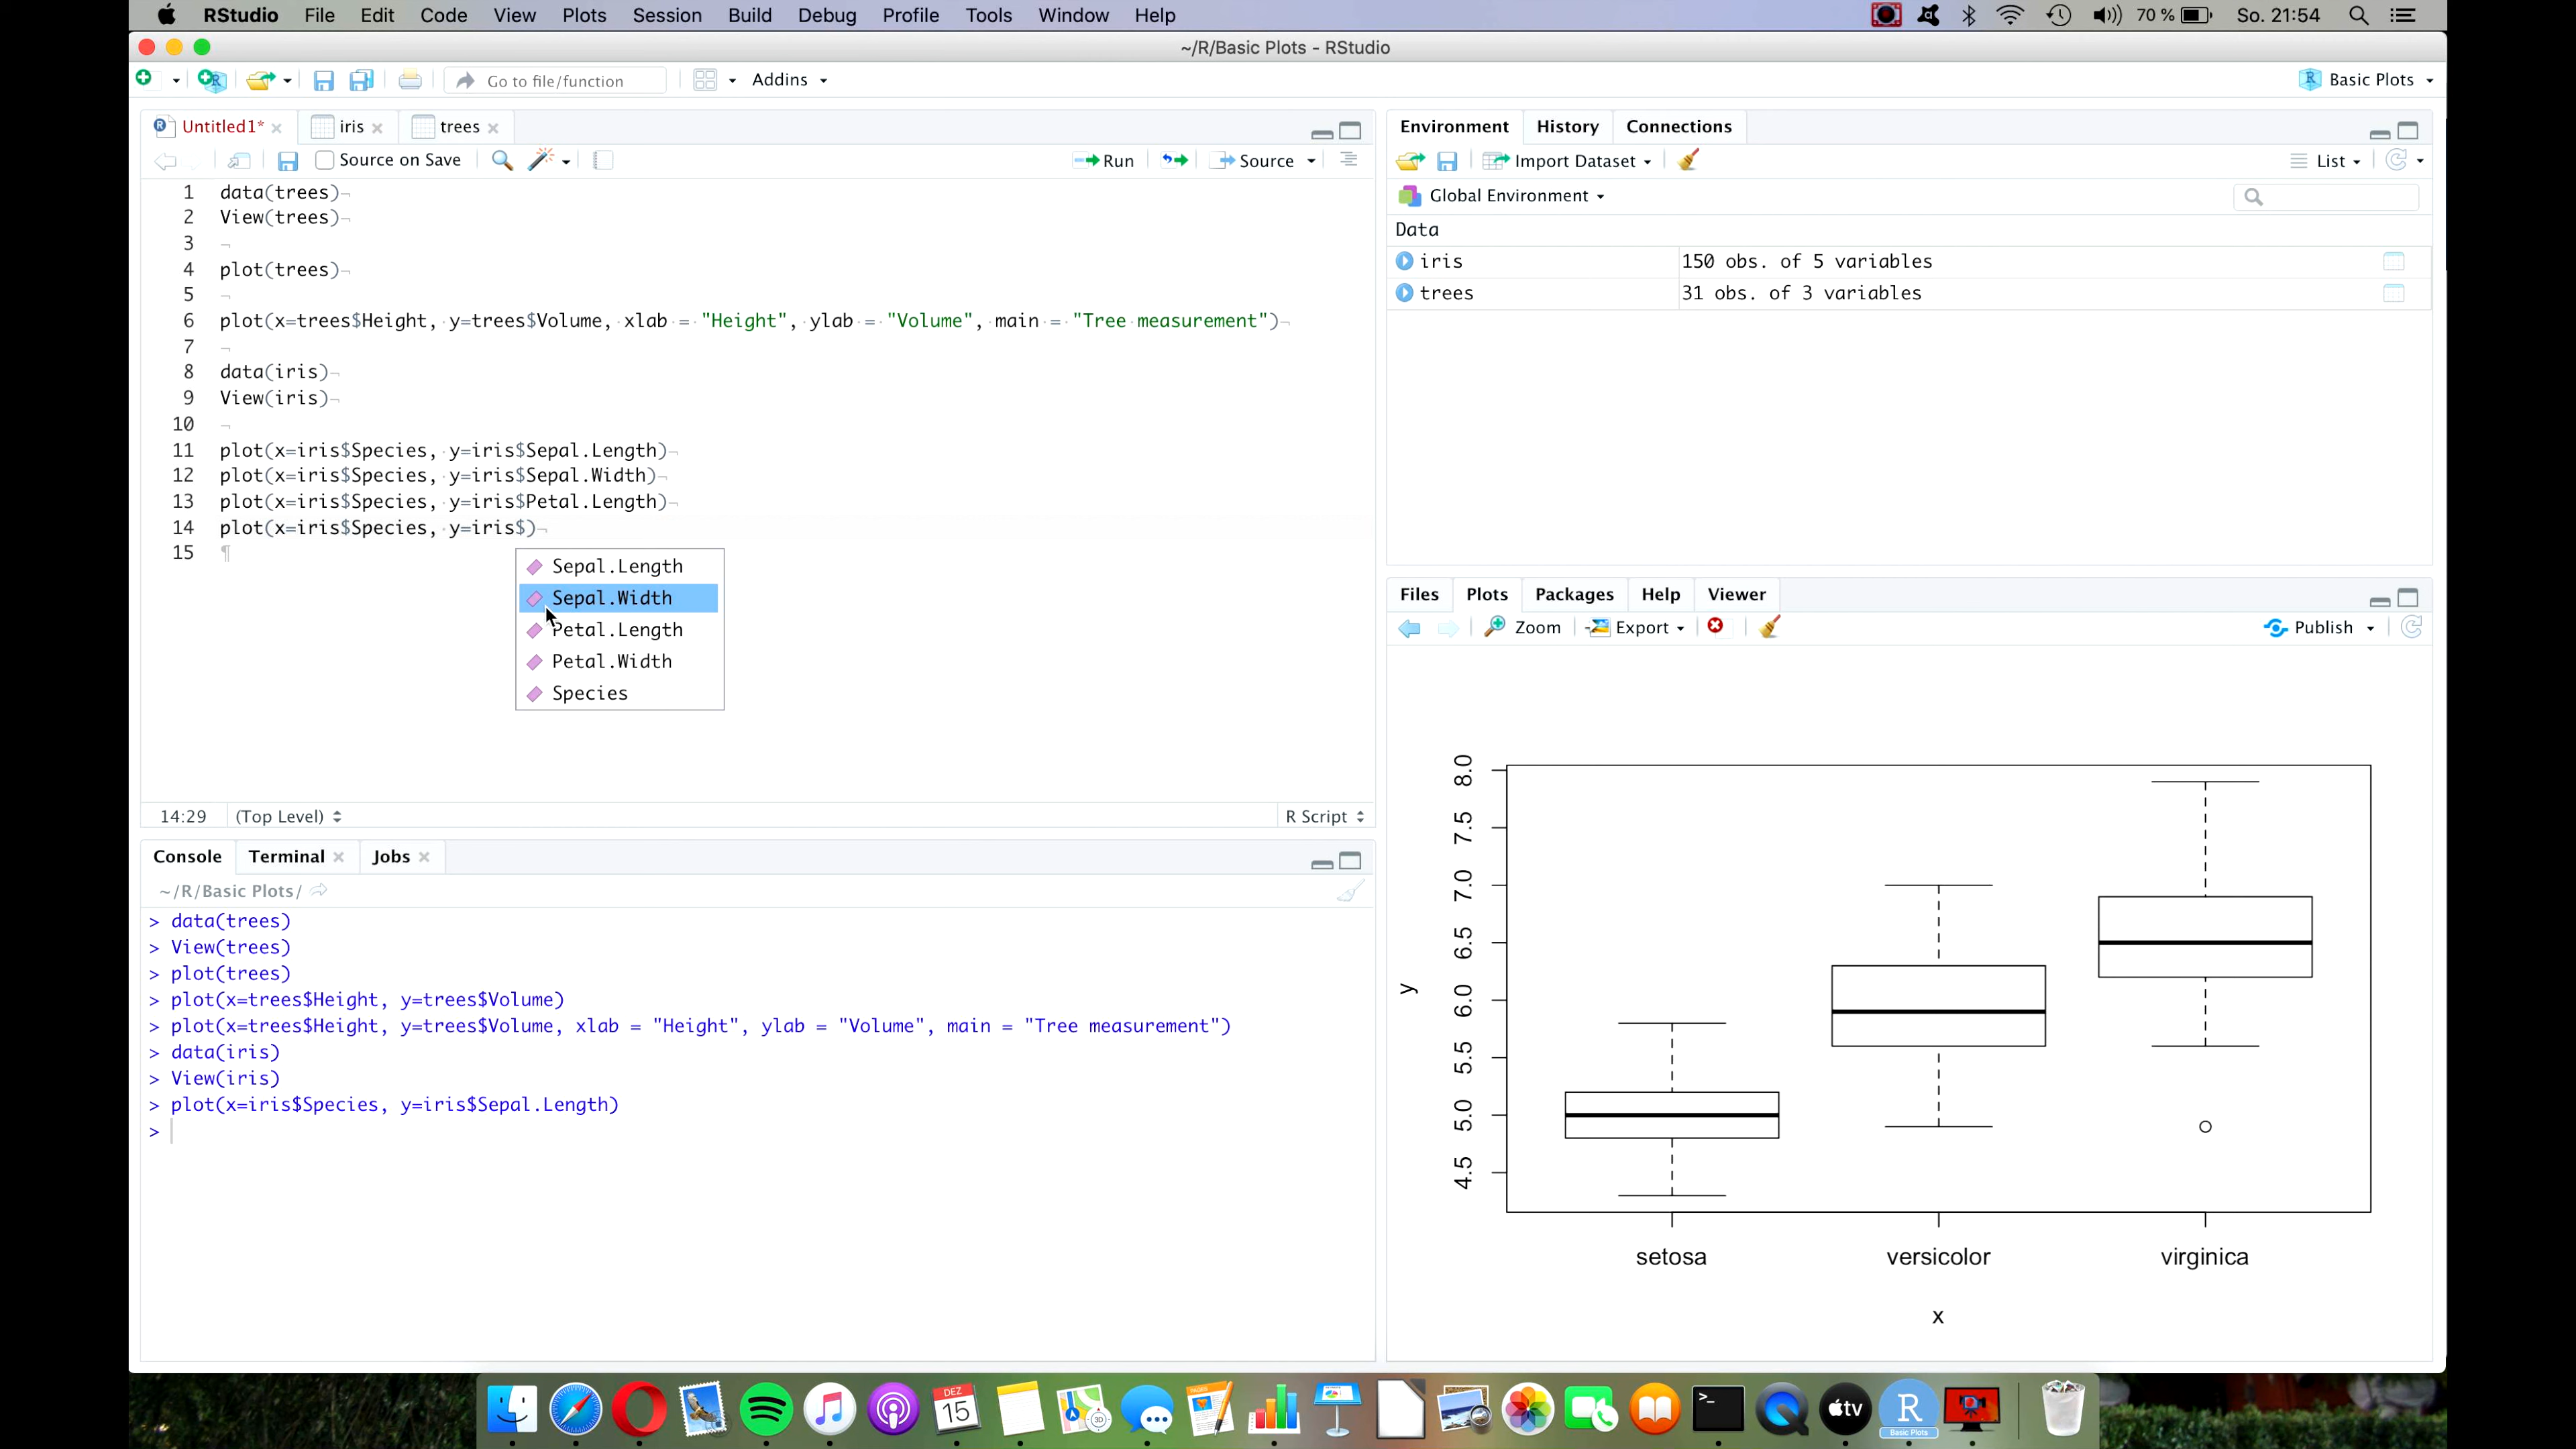 RStudio File Edit Code View Plots Session Build Debug Profile Tools Window Help 70 % So. 21:54
~/R/Basic Plots - RStudio
Go to file/function Addins Basic Plots
Untitled1* iris trees
Source on Save Run Source
1 data(trees)¬
2 View(trees)¬
3 ¬
4 plot(trees)¬
5 ¬
6 plot(x=trees$Height, y=trees$Volume, xlab = "Height", ylab = "Volume", main = "Tree measurement")¬
7 ¬
8 data(iris)¬
9 View(iris)¬
10 ¬
11 plot(x=iris$Species, y=iris$Sepal.Length)¬
12 plot(x=iris$Species, y=iris$Sepal.Width)¬
13 plot(x=iris$Species, y=iris$Petal.Length)¬
14 plot(x=iris$Species, y=iris$)¬
15 ¶
Sepal.Length
Sepal.Width
Petal.Length
Petal.Width
Species
14:29 (Top Level) R Script
Console Terminal Jobs
~/R/Basic Plots/
> data(trees)
> View(trees)
> plot(trees)
> plot(x=trees$Height, y=trees$Volume)
> plot(x=trees$Height, y=trees$Volume, xlab = "Height", ylab = "Volume", main = "Tree measurement")
> data(iris)
> View(iris)
> plot(x=iris$Species, y=iris$Sepal.Length)
>
Environment History Connections
Import Dataset List
Global Environment
Data
iris 150 obs. of 5 variables
trees 31 obs. of 3 variables
Files Plots Packages Help Viewer
Zoom Export Publish
8.0
7.5
7.0
6.5
6.0
5.5
5.0
4.5
y
setosa versicolor virginica
x
DEZ
15
3D
PAGES
>_
tv
R
Basic Plots